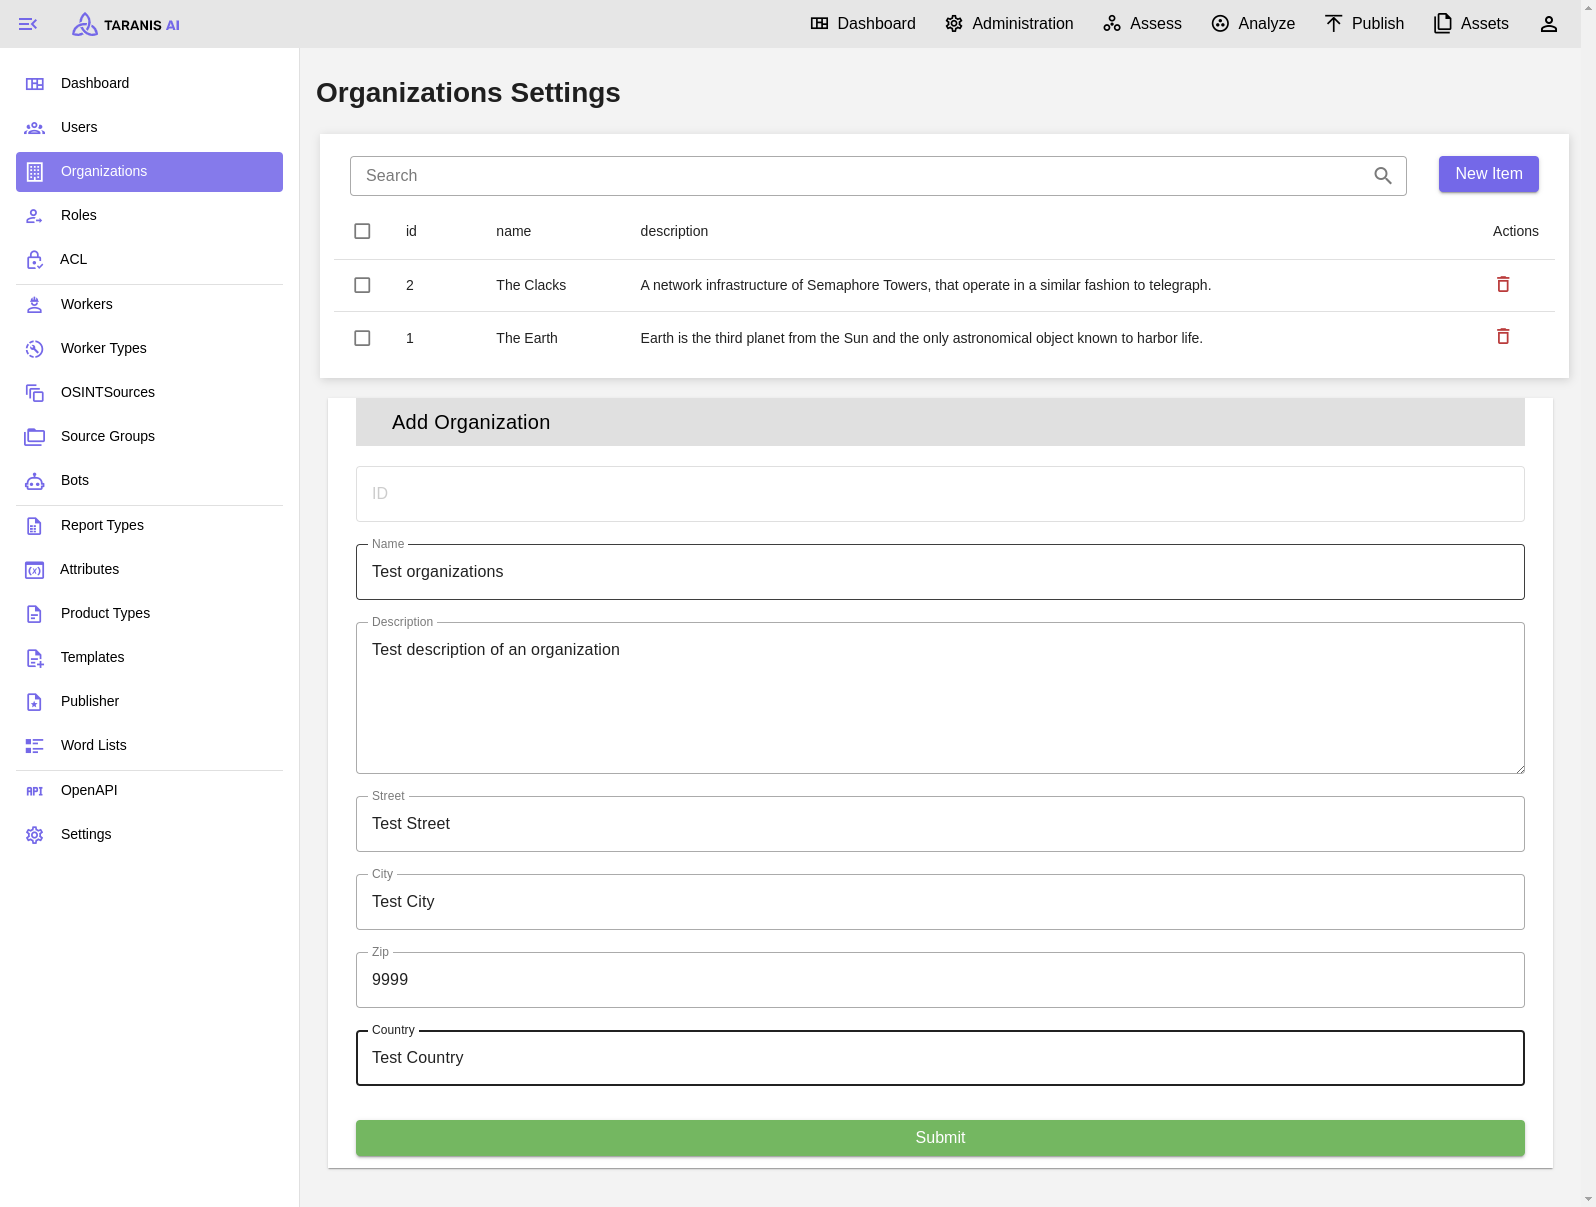 TARANIS AI
Dashboard
Administration
Assess
Analyze
Publish
Assets
Dashboard
Users
Organizations
Roles
ACL
Workers
Worker Types
OSINTSources
Source Groups
Bots
Report Types
Attributes
Product Types
Templates
Publisher
Word Lists
OpenAPI
Settings
Organizations Settings
Search
New Item
id name description Actions
2 The Clacks A network infrastructure of Semaphore Towers, that operate in a similar fashion to telegraph.
1 The Earth Earth is the third planet from the Sun and the only astronomical object known to harbor life.
Add Organization
ID
Name
Test organizations
Description
Test description of an organization
Street
Test Street
City
Test City
Zip
9999
Country
Test Country
Submit